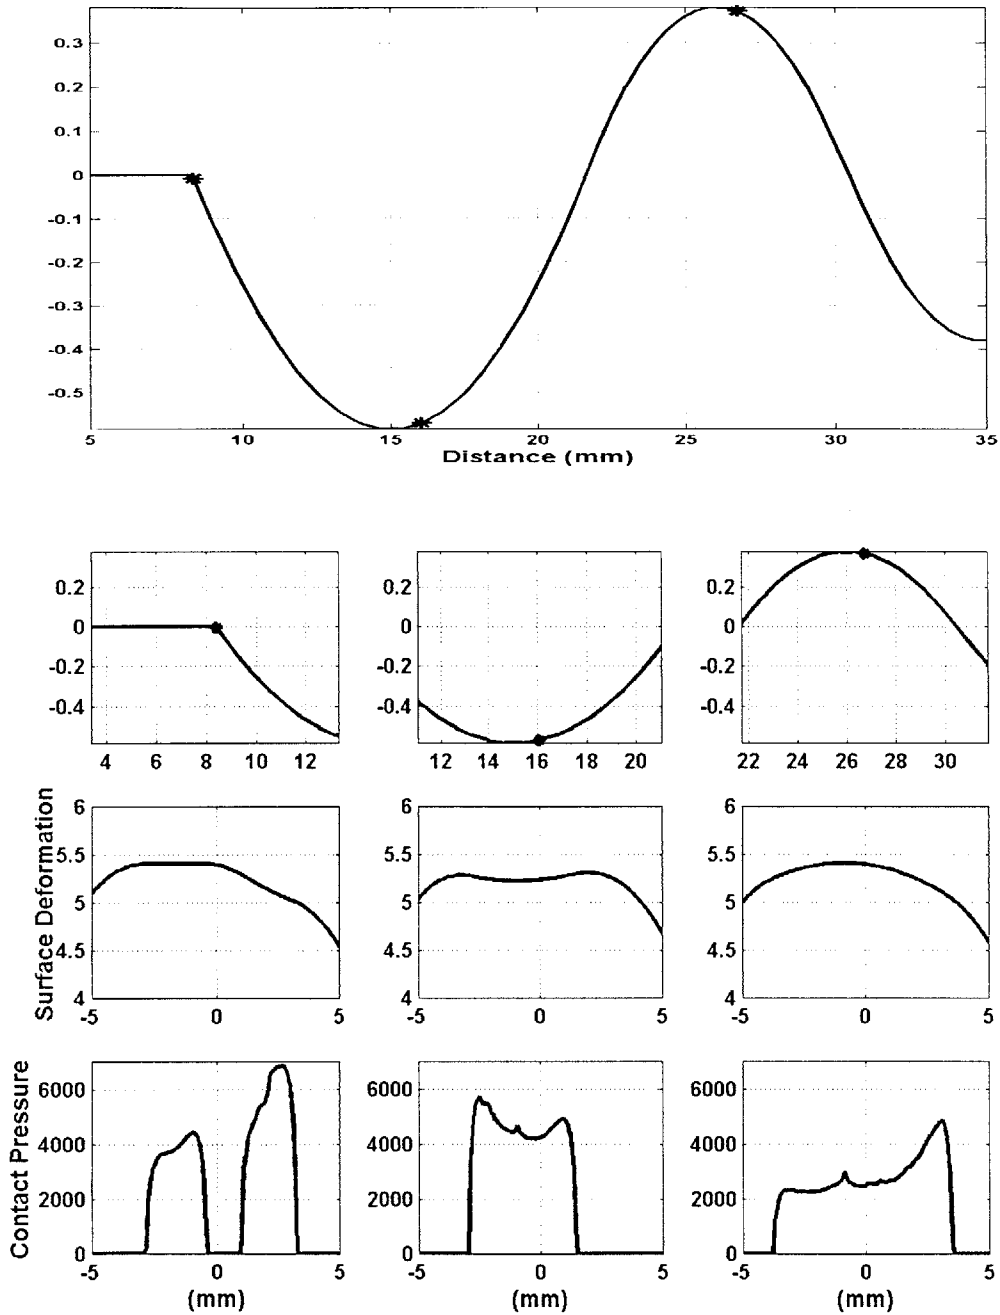 0.3
0.2
0.1
0
-0.1
-0.2
-0.3
-0.4
-0.5
5 10 15 20 25 30 35
Distance (mm)
0.2 0.2 0.2
0 0 0
-0.2 -0.2 -0.2
-0.4 -0.4 -0.4
4 6 8 10 12 12 14 16 18 20 22 24 26 28 30
Surface Deformation
6 6 6
5.5 5.5 5.5
5 5 5
4.5 4.5 4.5
4 4 4
-5 0 5 -5 0 5 -5 0 5
Contact Pressure
6000 6000 6000
4000 4000 4000
2000 2000 2000
0 0 0
-5 0 5 -5 0 5 -5 0 5
(mm) (mm) (mm)